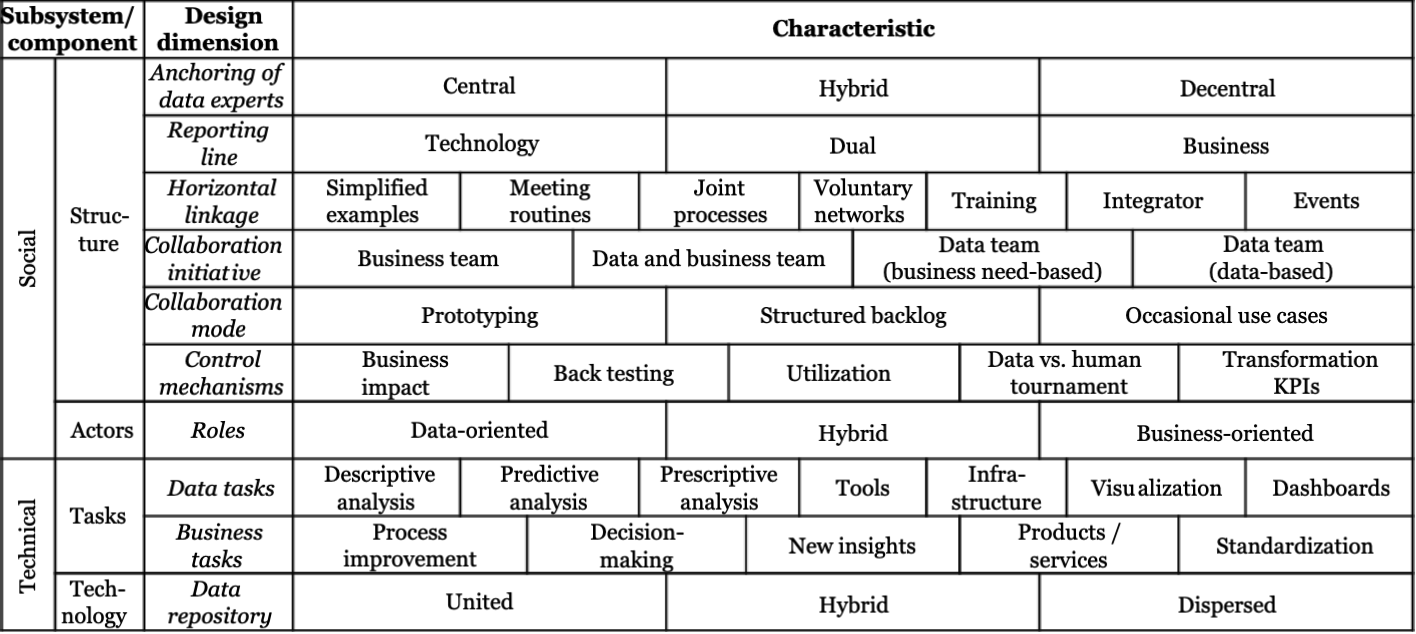 Subsystem/
component
Design
dimension
Characteristic
Social
Struc-
ture
Anchoring of
data experts
Central
Hybrid
Decentral
Reporting
line
Technology
Dual
Business
Horizontal
linkage
Simplified
examples
Meeting
routines
Joint
processes
Voluntary
networks
Training
Integrator
Events
Collaboration
initiative
Business team
Data and business team
Data team
(business need-based)
Data team
(data-based)
Collaboration
mode
Prototyping
Structured backlog
Occasional use cases
Control
mechanisms
Business
impact
Back testing
Utilization
Data vs. human
tournament
Transformation
KPIs
Actors
Roles
Data-oriented
Hybrid
Business-oriented
Technical
Tasks
Data tasks
Descriptive
analysis
Predictive
analysis
Prescriptive
analysis
Tools
Infra-
structure
Visualization
Dashboards
Business
tasks
Process
improvement
Decision-
making
New insights
Products /
services
Standardization
Tech-
nology
Data
repository
United
Hybrid
Dispersed